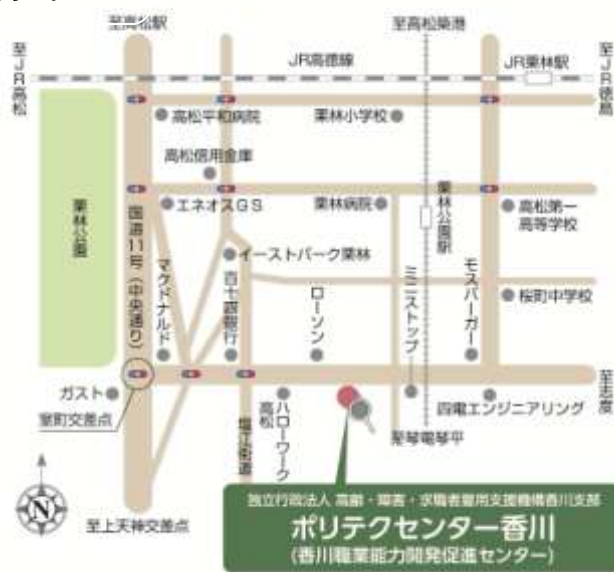 至高松駅
至高松築港
至JR高松
JR高徳線
JR栗林駅
至JR徳島
高松平和病院
栗林小学校
高松信用金庫
栗林公園
国道11号(中央通り)
エネオスGS
栗林病院
栗林公園駅
高松第一
高等学校
マクドナルド
イーストパーク栗林
百十四銀行
ローソン
ミニストップ
モスバーガー
桜町中学校
ガスト
室町交差点
塩江街道
ハローワーク
高松
四電エンジニアリング
至志度
至琴電琴平
N
至上天神交差点
独立行政法人 高齢・障害・求職者雇用支援機構香川支部
ポリテクセンター香川
(香川職業能力開発促進センター)